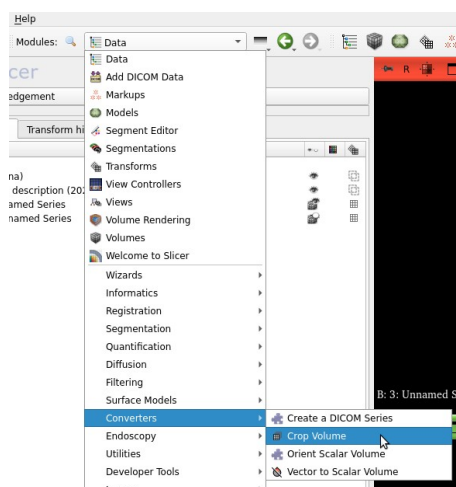 Help
Modules:
Data
icer
edgement
Data
Add DICOM Data
R
Markups
Models
Transform hi
Segment Editor
Segmentations
Transforms
na)
View Controllers
description (202
Views
amed Series
Volume Rendering
named Series
Volumes
Welcome to Slicer
Wizards
Informatics
Registration
Segmentation
Quantification
Diffusion
Filtering
Surface Models
B: 3: Unnamed S
Converters
Create a DICOM Series
Endoscopy
Crop Volume
Utilities
Orient Scalar Volume
Developer Tools
Vector to Scalar Volume